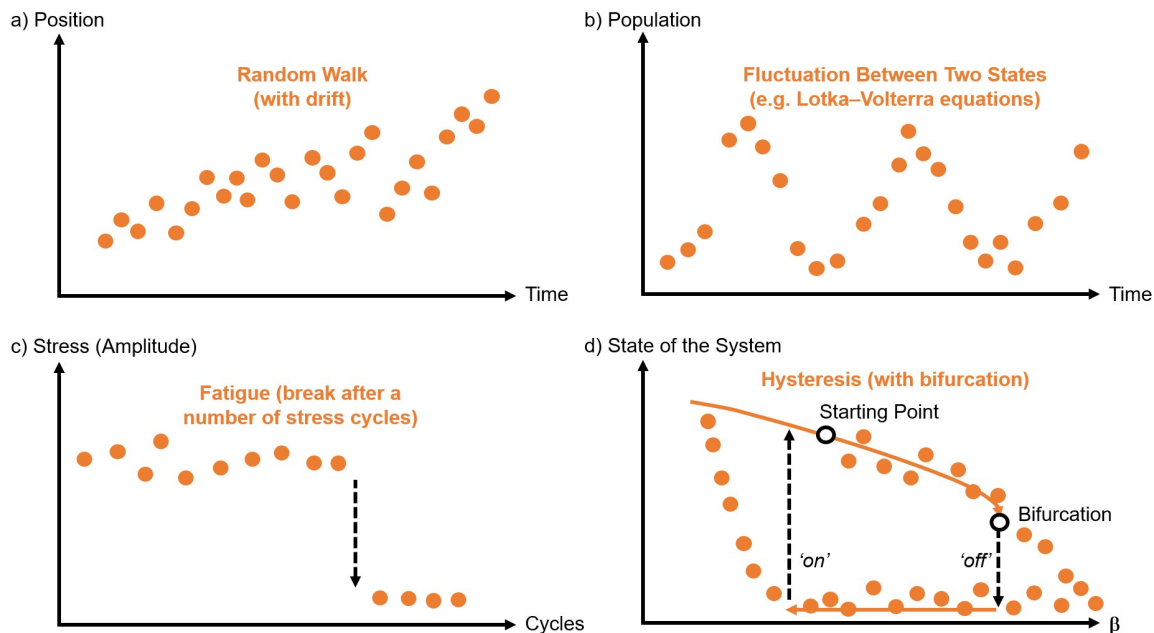 a) Position
Random Walk
(with drift)
Time
b) Population
Fluctuation Between Two States
(e.g. Lotka–Volterra equations)
Time
c) Stress (Amplitude)
Fatigue (break after a
number of stress cycles)
Cycles
d) State of the System
Hysteresis (with bifurcation)
Starting Point
Bifurcation
‘on’
‘off’
β